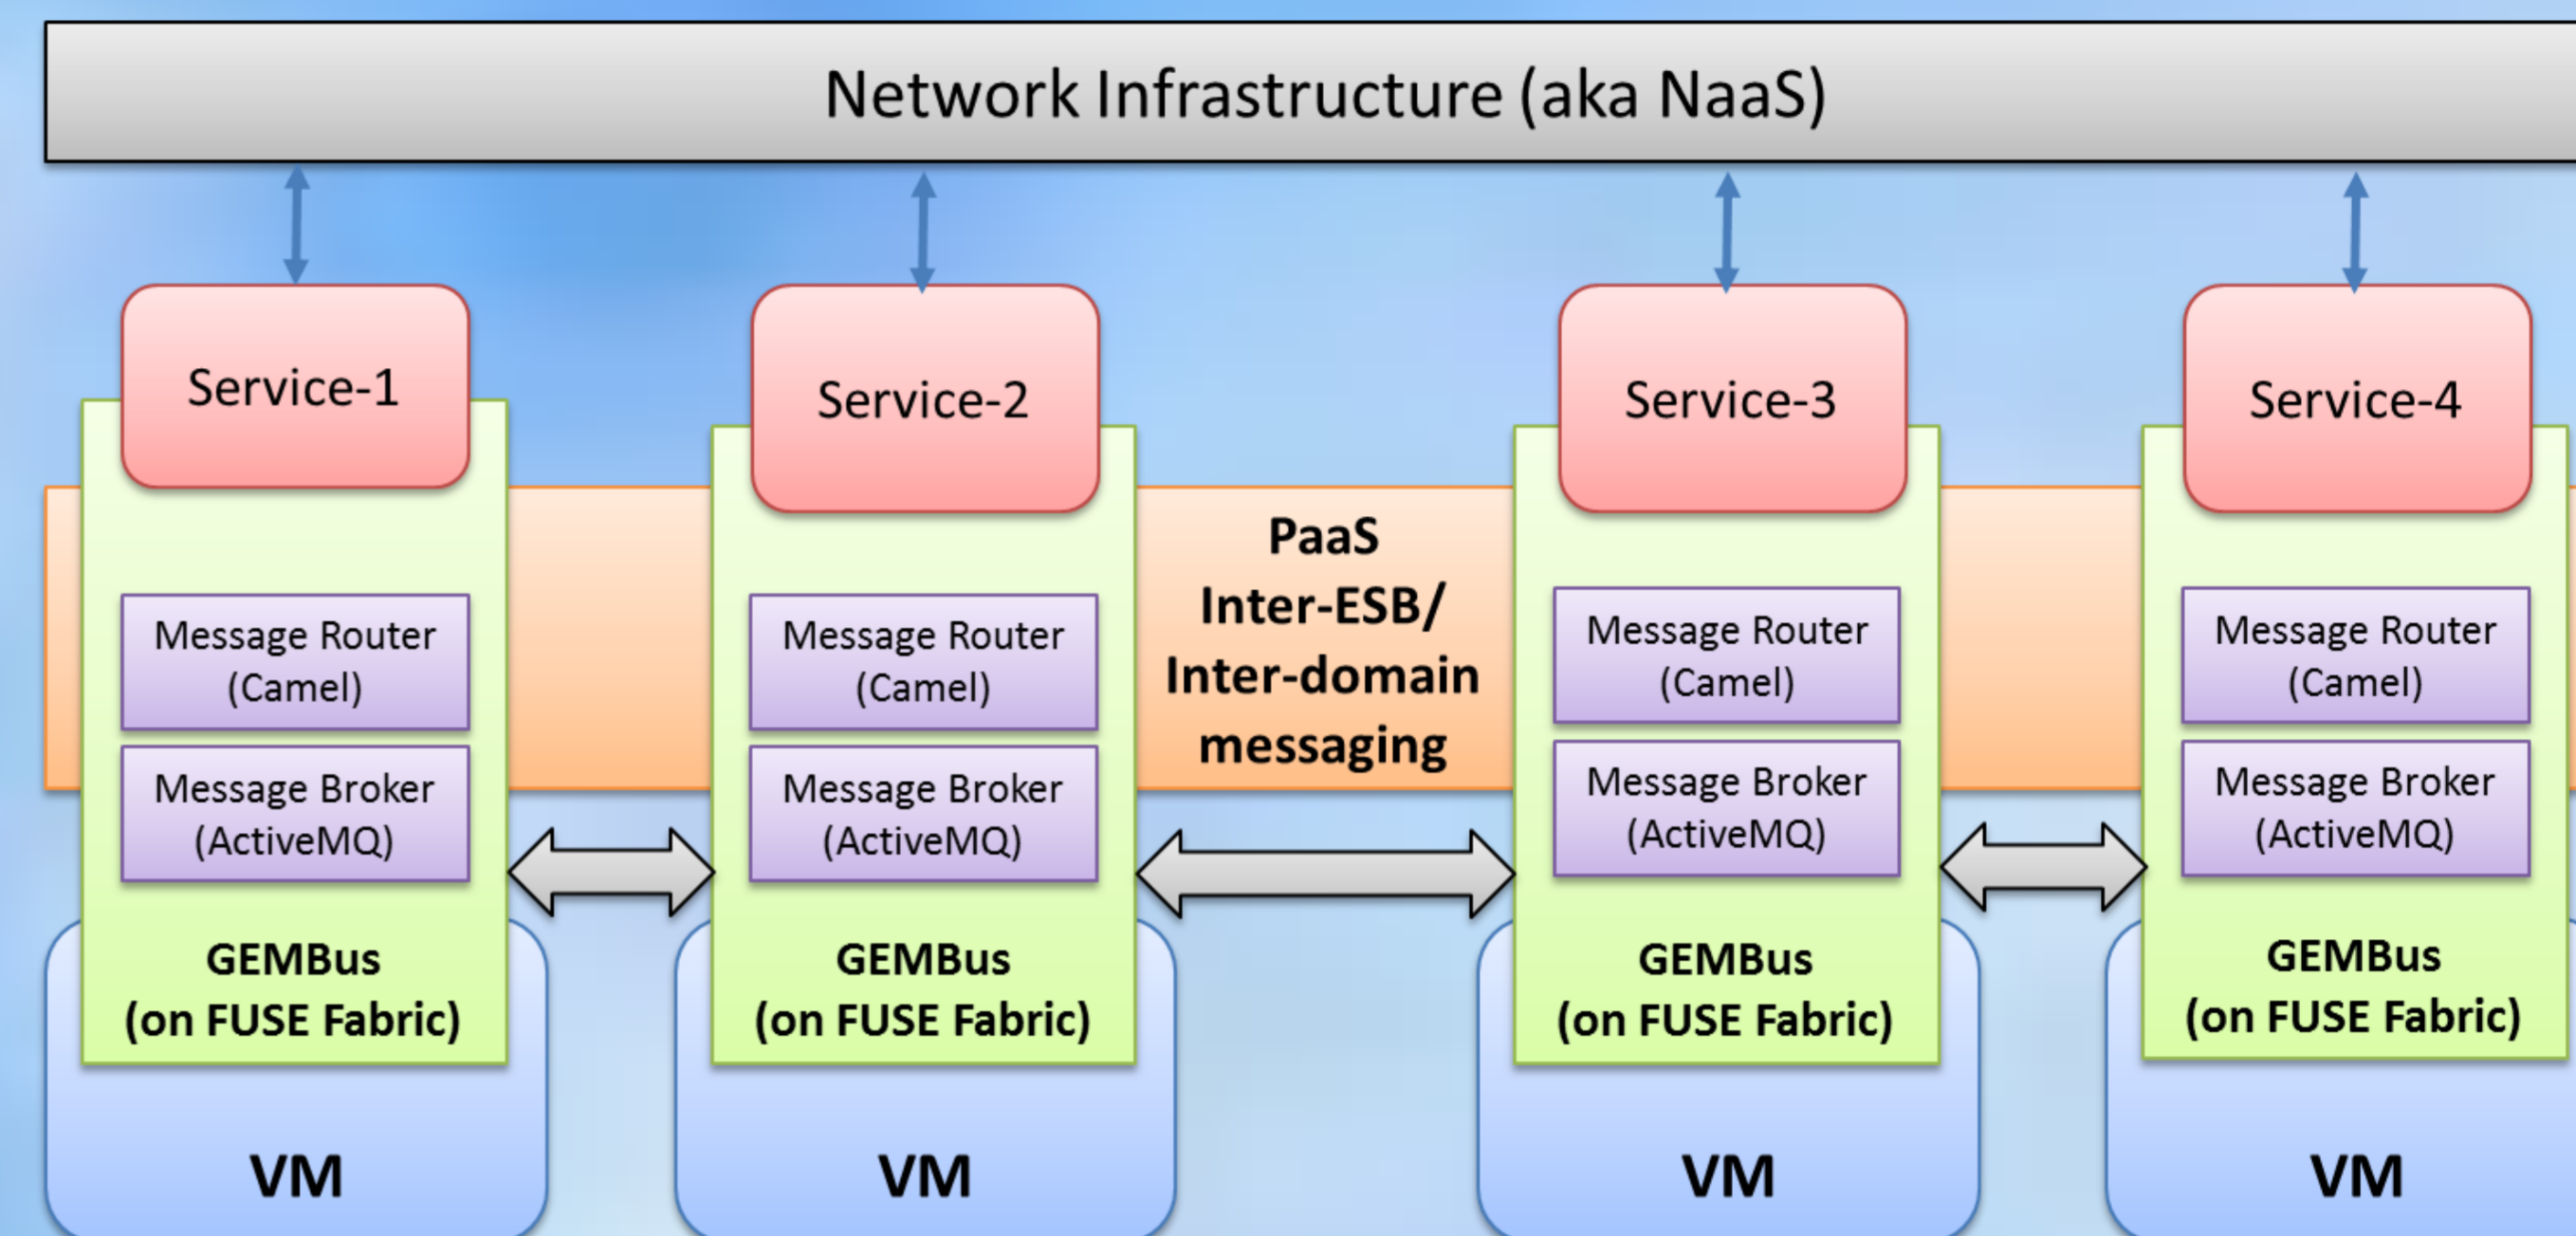 Network Infrastructure (aka NaaS)
Service-1
Service-2
Service-3
Service-4
PaaS
Inter-ESB/
Inter-domain
messaging
Message Router
(Camel)
Message Broker
(ActiveMQ)
GEMBus
(on FUSE Fabric)
VM
Message Router
(Camel)
Message Broker
(ActiveMQ)
GEMBus
(on FUSE Fabric)
VM
Message Router
(Camel)
Message Broker
(ActiveMQ)
GEMBus
(on FUSE Fabric)
VM
Message Router
(Camel)
Message Broker
(ActiveMQ)
GEMBus
(on FUSE Fabric)
VM